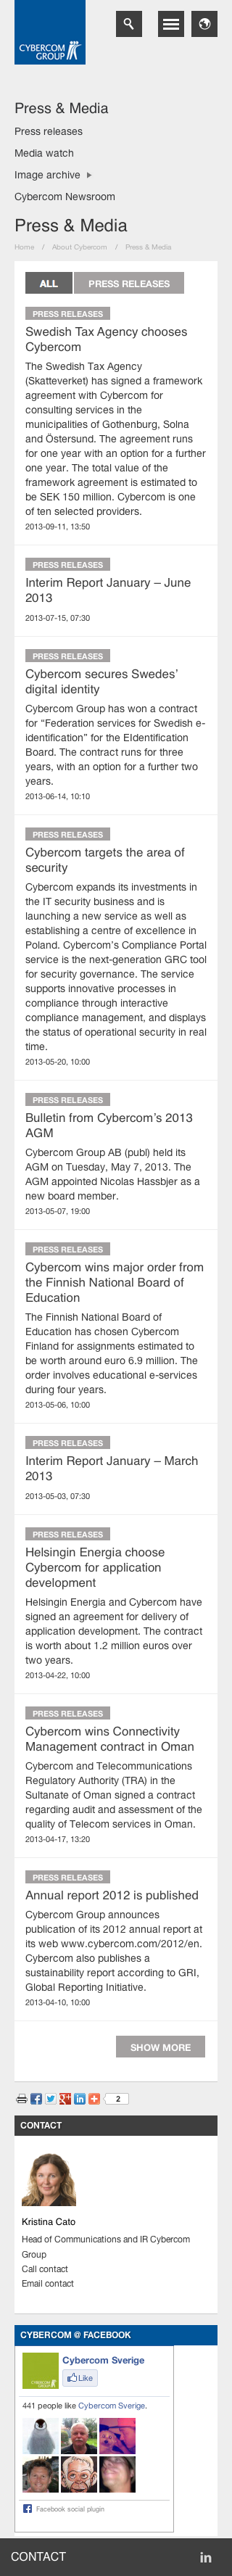 CYBERCOM
GROUP
Press & Media
Press releases
Media watch
Image archive
Cybercom Newsroom
Press & Media
Home / About Cybercom / Press & Media
ALL PRESS RELEASES
PRESS RELEASES
Swedish Tax Agency chooses
Cybercom
The Swedish Tax Agency
(Skatteverket) has signed a framework
agreement with Cybercom for
consulting services in the
municipalities of Gothenburg, Solna
and Östersund. The agreement runs
for one year with an option for a further
one year. The total value of the
framework agreement is estimated to
be SEK 150 million. Cybercom is one
of ten selected providers.
2013-09-11, 13:50
PRESS RELEASES
Interim Report January – June
2013
2013-07-15, 07:30
PRESS RELEASES
Cybercom secures Swedes’
digital identity
Cybercom Group has won a contract
for “Federation services for Swedish e-
identification” for the EIdentification
Board. The contract runs for three
years, with an option for a further two
years.
2013-06-14, 10:10
PRESS RELEASES
Cybercom targets the area of
security
Cybercom expands its investments in
the IT security business and is
launching a new service as well as
establishing a centre of excellence in
Poland. Cybercom’s Compliance Portal
service is the next-generation GRC tool
for security governance. The service
supports innovative processes in
compliance through interactive
compliance management, and displays
the status of operational security in real
time.
2013-05-20, 10:00
PRESS RELEASES
Bulletin from Cybercom’s 2013
AGM
Cybercom Group AB (publ) held its
AGM on Tuesday, May 7, 2013. The
AGM appointed Nicolas Hassbjer as a
new board member.
2013-05-07, 19:00
PRESS RELEASES
Cybercom wins major order from
the Finnish National Board of
Education
The Finnish National Board of
Education has chosen Cybercom
Finland for assignments estimated to
be worth around euro 6.9 million. The
order involves educational e-services
during four years.
2013-05-06, 10:00
PRESS RELEASES
Interim Report January – March
2013
2013-05-03, 07:30
PRESS RELEASES
Helsingin Energia choose
Cybercom for application
development
Helsingin Energia and Cybercom have
signed an agreement for delivery of
application development. The contract
is worth about 1.2 million euros over
two years.
2013-04-22, 10:00
PRESS RELEASES
Cybercom wins Connectivity
Management contract in Oman
Cybercom and Telecommunications
Regulatory Authority (TRA) in the
Sultanate of Oman signed a contract
regarding audit and assessment of the
quality of Telecom services in Oman.
2013-04-17, 13:20
PRESS RELEASES
Annual report 2012 is published
Cybercom Group announces
publication of its 2012 annual report at
its web www.cybercom.com/2012/en.
Cybercom also publishes a
sustainability report according to GRI,
Global Reporting Initiative.
2013-04-10, 10:00
SHOW MORE
2
CONTACT
Kristina Cato
Head of Communications and IR Cybercom
Group
Call contact
Email contact
CYBERCOM @ FACEBOOK
Cybercom Sverige
Like
441 people like Cybercom Sverige.
Facebook social plugin
CONTACT
in